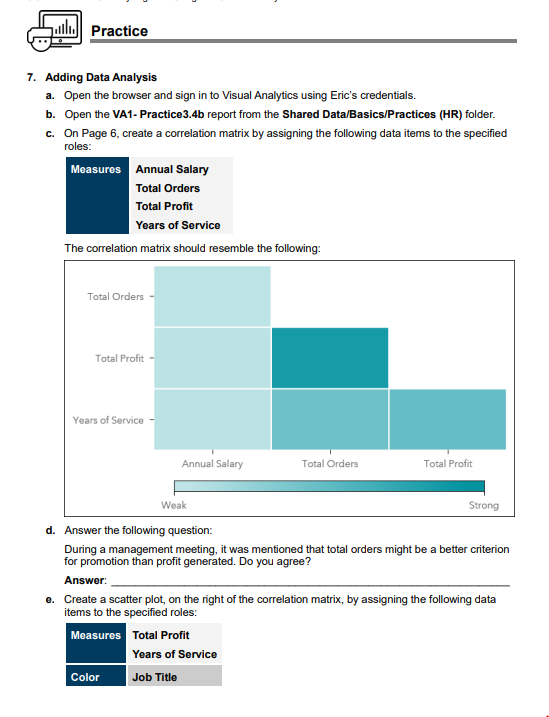 Practice
7. Adding Data Analysis
a. Open the browser and sign in to Visual Analytics using Eric's credentials.
b. Open the VA1- Practice3.4b report from the Shared Data/Basics/Practices (HR) folder.
c. On Page 6, create a correlation matrix by assigning the following data items to the specified
roles:
Measures Annual Salary
Total Orders
Total Profit
Years of Service
The correlation matrix should resemble the following:
Total Orders
Total Profit
Years of Service
Annual Salary Total Orders Total Profit
Weak Strong
d. Answer the following question:
During a management meeting, it was mentioned that total orders might be a better criterion
for promotion than profit generated. Do you agree?
Answer: ________________
e. Create a scatter plot, on the right of the correlation matrix, by assigning the following data
items to the specified roles:
Measures Total Profit
Years of Service
Color Job Title